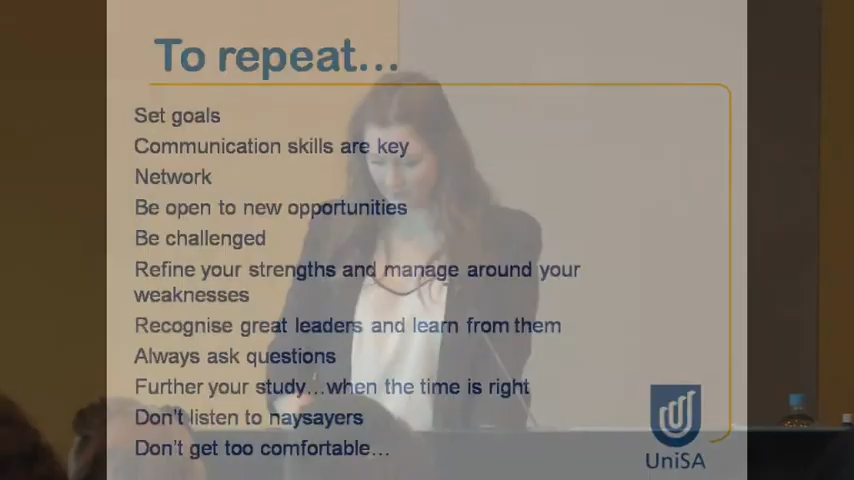 To repeat...
Set goals
Communication skills are key
Network
Be open to new opportunities
Be challenged
Refine your strengths and manage around your
weaknesses
Recognise great leaders and learn from them
Always ask questions
Further your study...when the time is right
Don't listen to naysayers
Don't get too comfortable...
UniSA